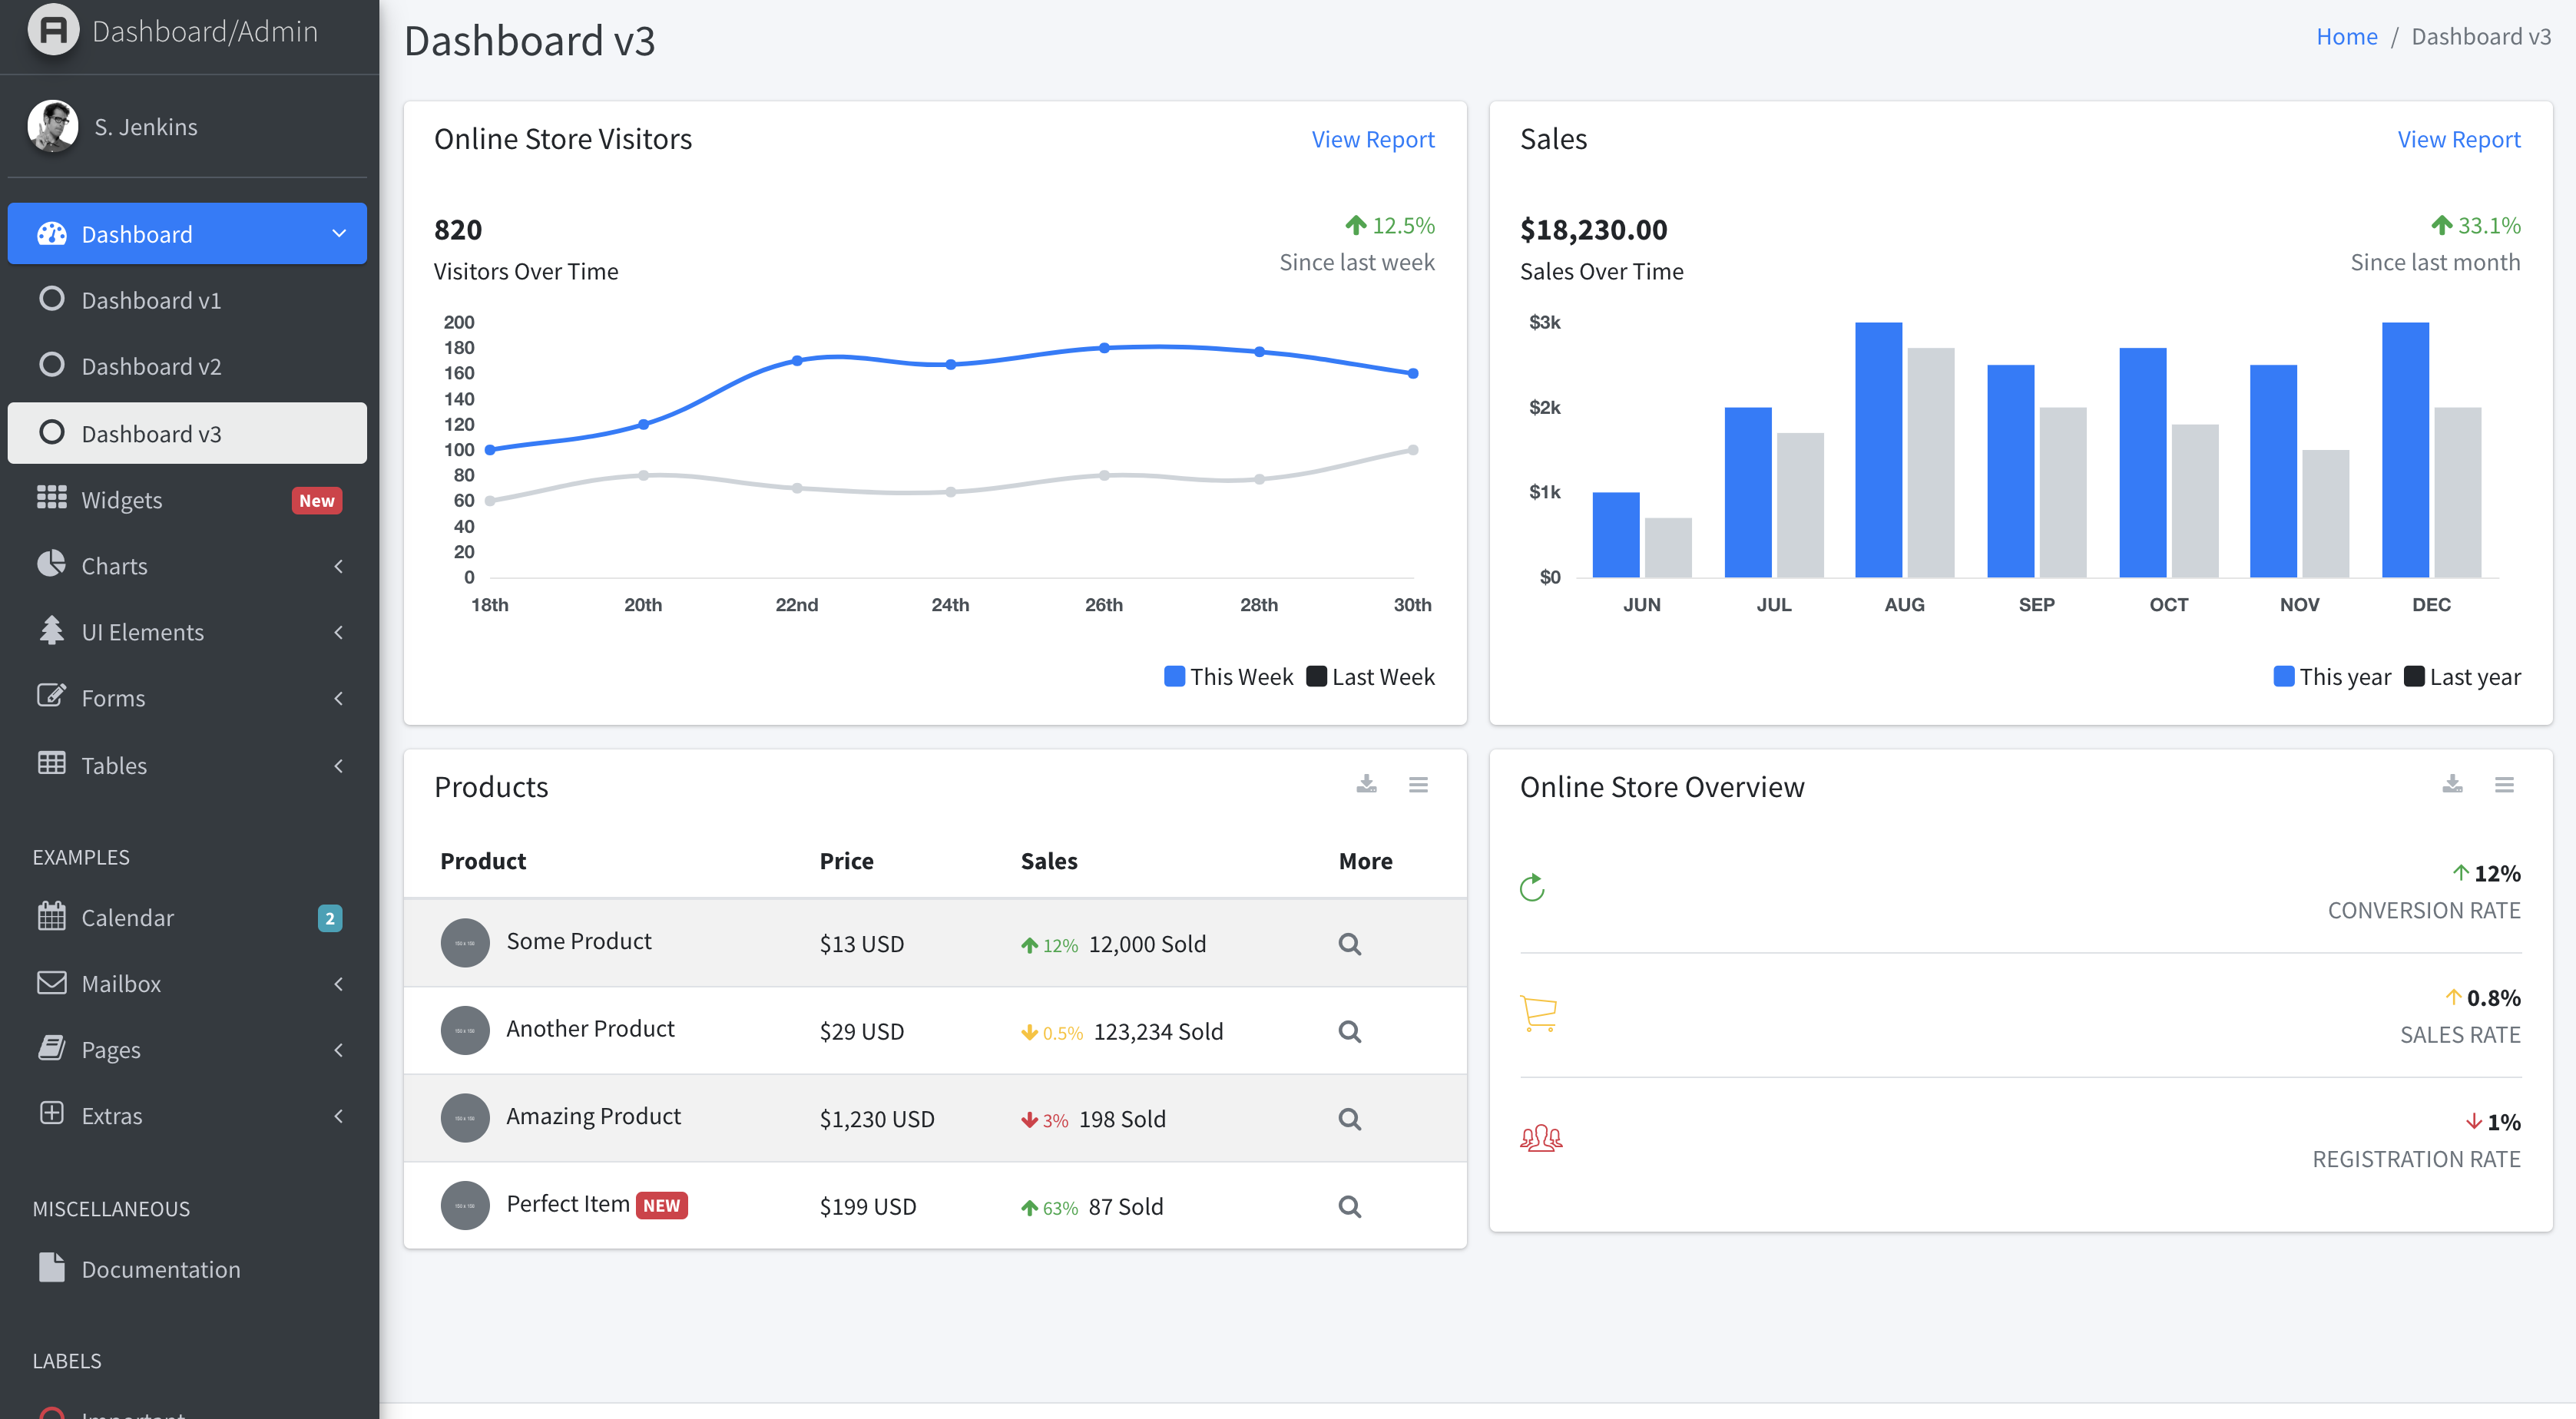 A Dashboard/Admin
S. Jenkins
Dashboard
Dashboard v1
Dashboard v2
Dashboard v3
Widgets New
Charts
UI Elements
Forms
Tables
EXAMPLES
Calendar 2
Mailbox
Pages
Extras
MISCELLANEOUS
Documentation
LABELS
Important
Dashboard v3
Home / Dashboard v3
Online Store Visitors View Report
820 12.5%
Visitors Over Time Since last week
200
180
160
140
120
100
80
60
40
20
0
18th 20th 22nd 24th 26th 28th 30th
This Week Last Week
Sales View Report
$18,230.00 33.1%
Sales Over Time Since last month
$3k
$2k
$1k
$0
JUN JUL AUG SEP OCT NOV DEC
This year Last year
Products
Product Price Sales More
Some Product $13 USD 12% 12,000 Sold
Another Product $29 USD 0.5% 123,234 Sold
Amazing Product $1,230 USD 3% 198 Sold
Perfect Item NEW $199 USD 63% 87 Sold
Online Store Overview
12%
CONVERSION RATE
0.8%
SALES RATE
1%
REGISTRATION RATE